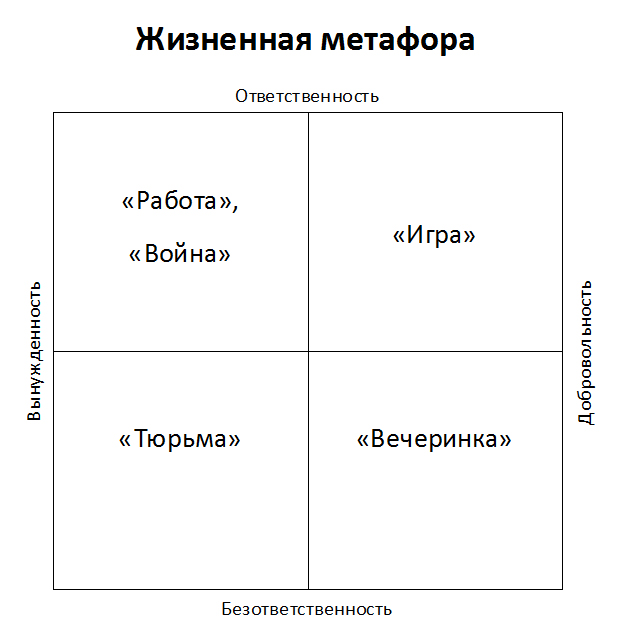 Жизненная метафора
Ответственность
«Работа»,
«Война»
«Игра»
Вынужденность
Добровольность
«Тюрьма»
«Вечеринка»
Безответственность